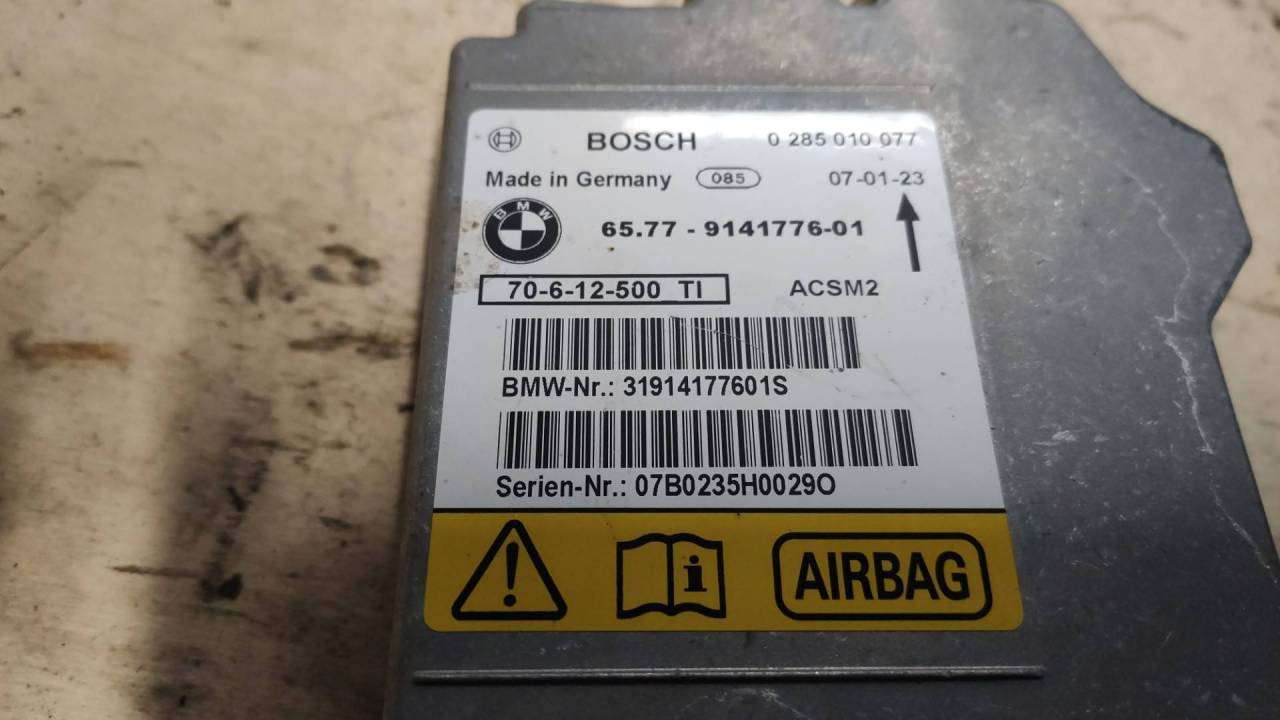 BOSCH 0 285 010 077
Made in Germany 085 07-01-23
BMW 65.77 - 9141776-01
70-6-12-500 TI ACSM2
BMW-Nr.: 31914177601S
Serien-Nr.: 07B0235H0029O
AIRBAG